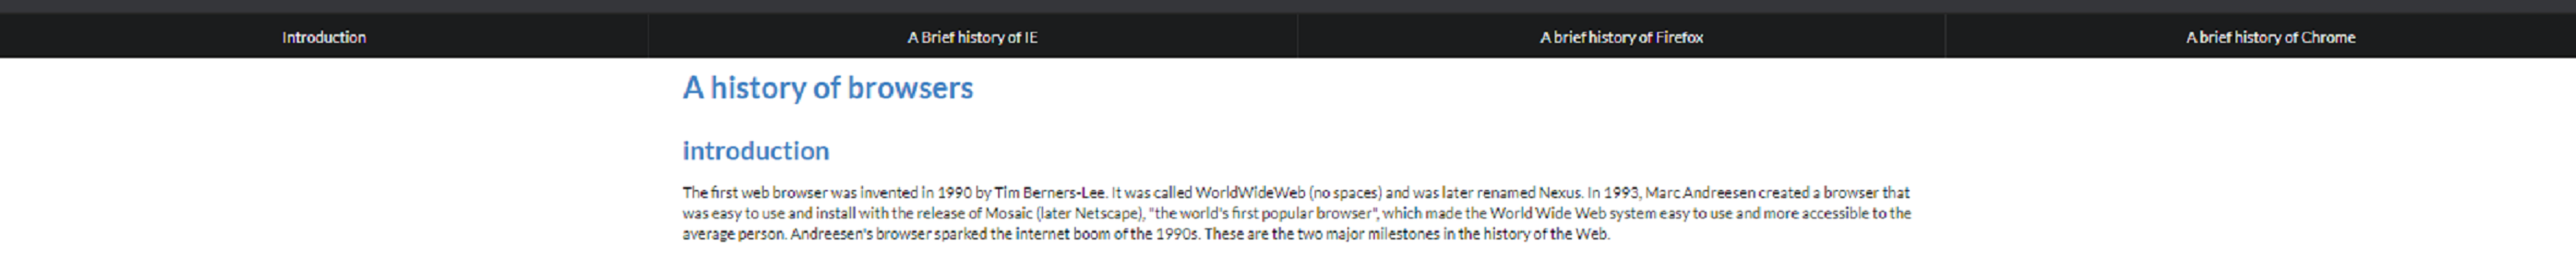 Introduction
A Brief history of IE
A brief history of Firefox
A brief history of Chrome
A history of browsers
introduction
The first web browser was invented in 1990 by Tim Berners-Lee. It was called WorldWideWeb (no spaces) and was later renamed Nexus. In 1993, Marc Andreesen created a browser that
was easy to use and install with the release of Mosaic (later Netscape), "the world's first popular browser", which made the World Wide Web system easy to use and more accessible to the
average person. Andreesen's browser sparked the internet boom of the 1990s. These are the two major milestones in the history of the Web.